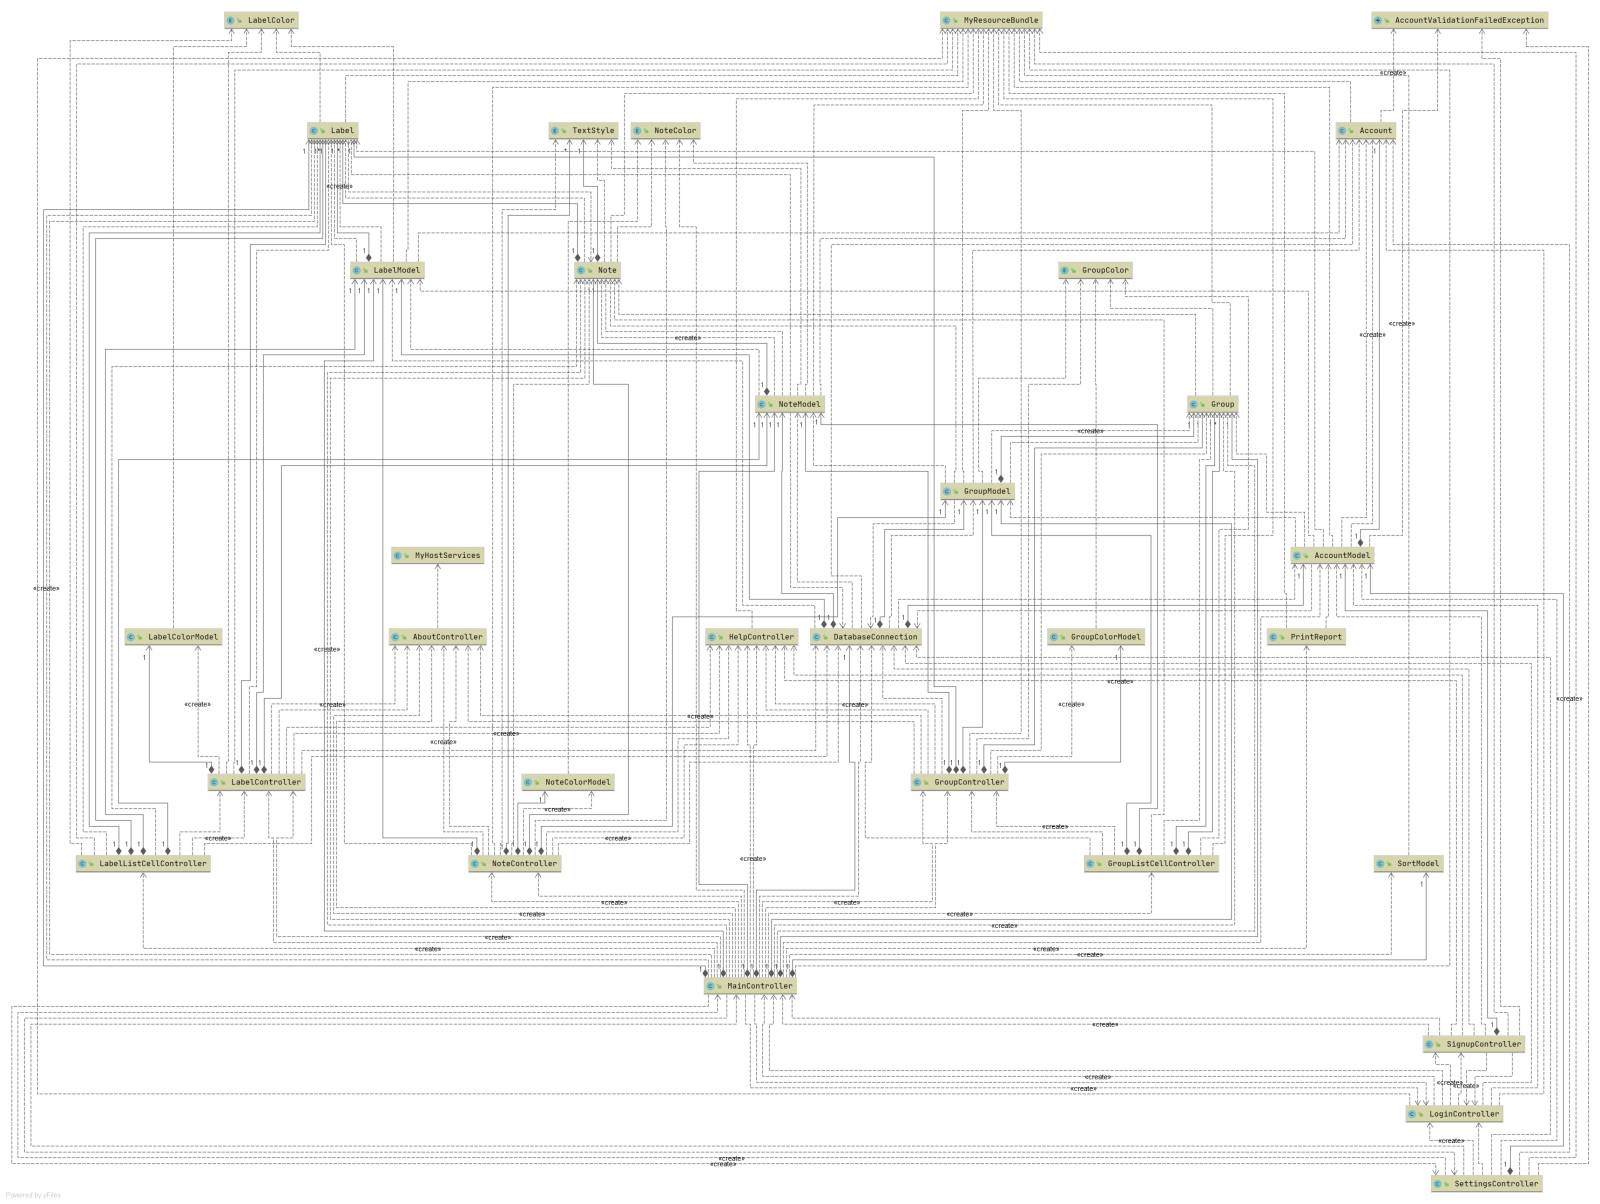 LabelColor
MyResourceBundle
AccountValidationFailedException
«create»
Label
TextStyle
NoteColor
Account
«create»
LabelModel
Note
GroupColor
«create»
«create»
«create»
NoteModel
Group
«create»
GroupModel
MyHostServices
AccountModel
«create»
LabelColorModel
AboutController
HelpController
DatabaseConnection
GroupColorModel
PrintReport
«create»
«create»
«create»
«create»
«create»
«create»
«create»
«create»
«create»
«create»
LabelController
NoteColorModel
GroupController
«create»
«create»
«create»
«create»
LabelListCellController
NoteController
GroupListCellController
SortModel
«create»
«create»
«create»
«create»
«create»
«create»
«create»
«create»
«create»
«create»
MainController
«create»
SignupController
«create»
«create»
«create»
«create»
LoginController
«create»
«create»
«create»
SettingsController
Powered by yFiles